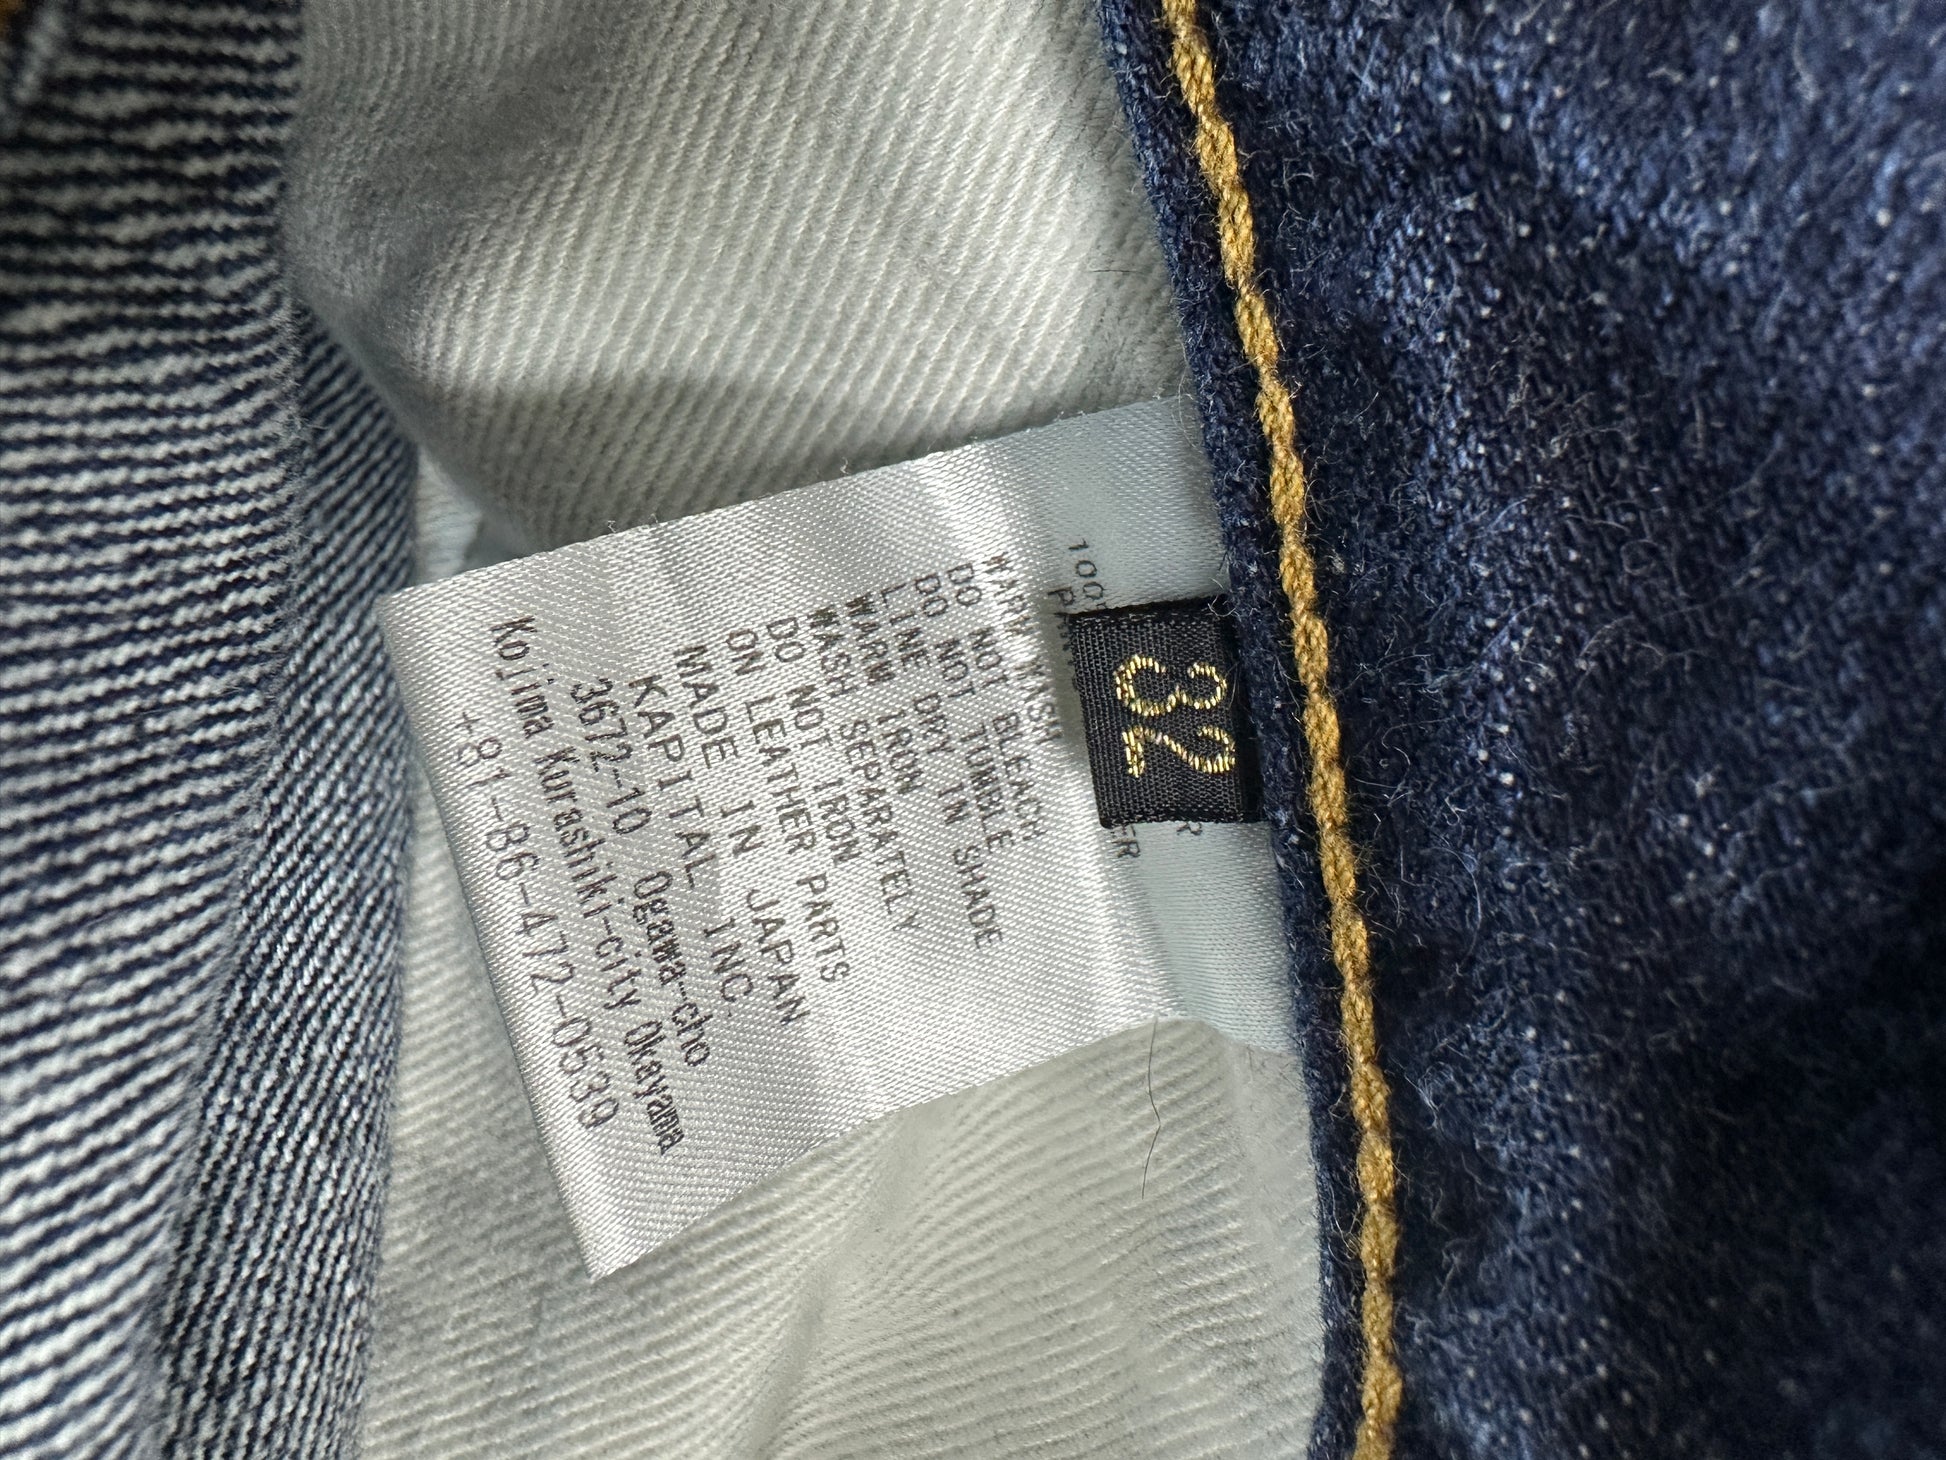 32
100
WARM WASH
DO NOT BLEACH
DO NOT TUMBLE
LINE DRY IN SHADE
WARM IRON
WASH SEPARATELY
DO NOT IRON
ON LEATHER PARTS
MADE IN JAPAN
KAPITAL INC.
3672-10 Ogawa-cho
Kojima Kurashiki-city Okayama
+81-86-472-0539